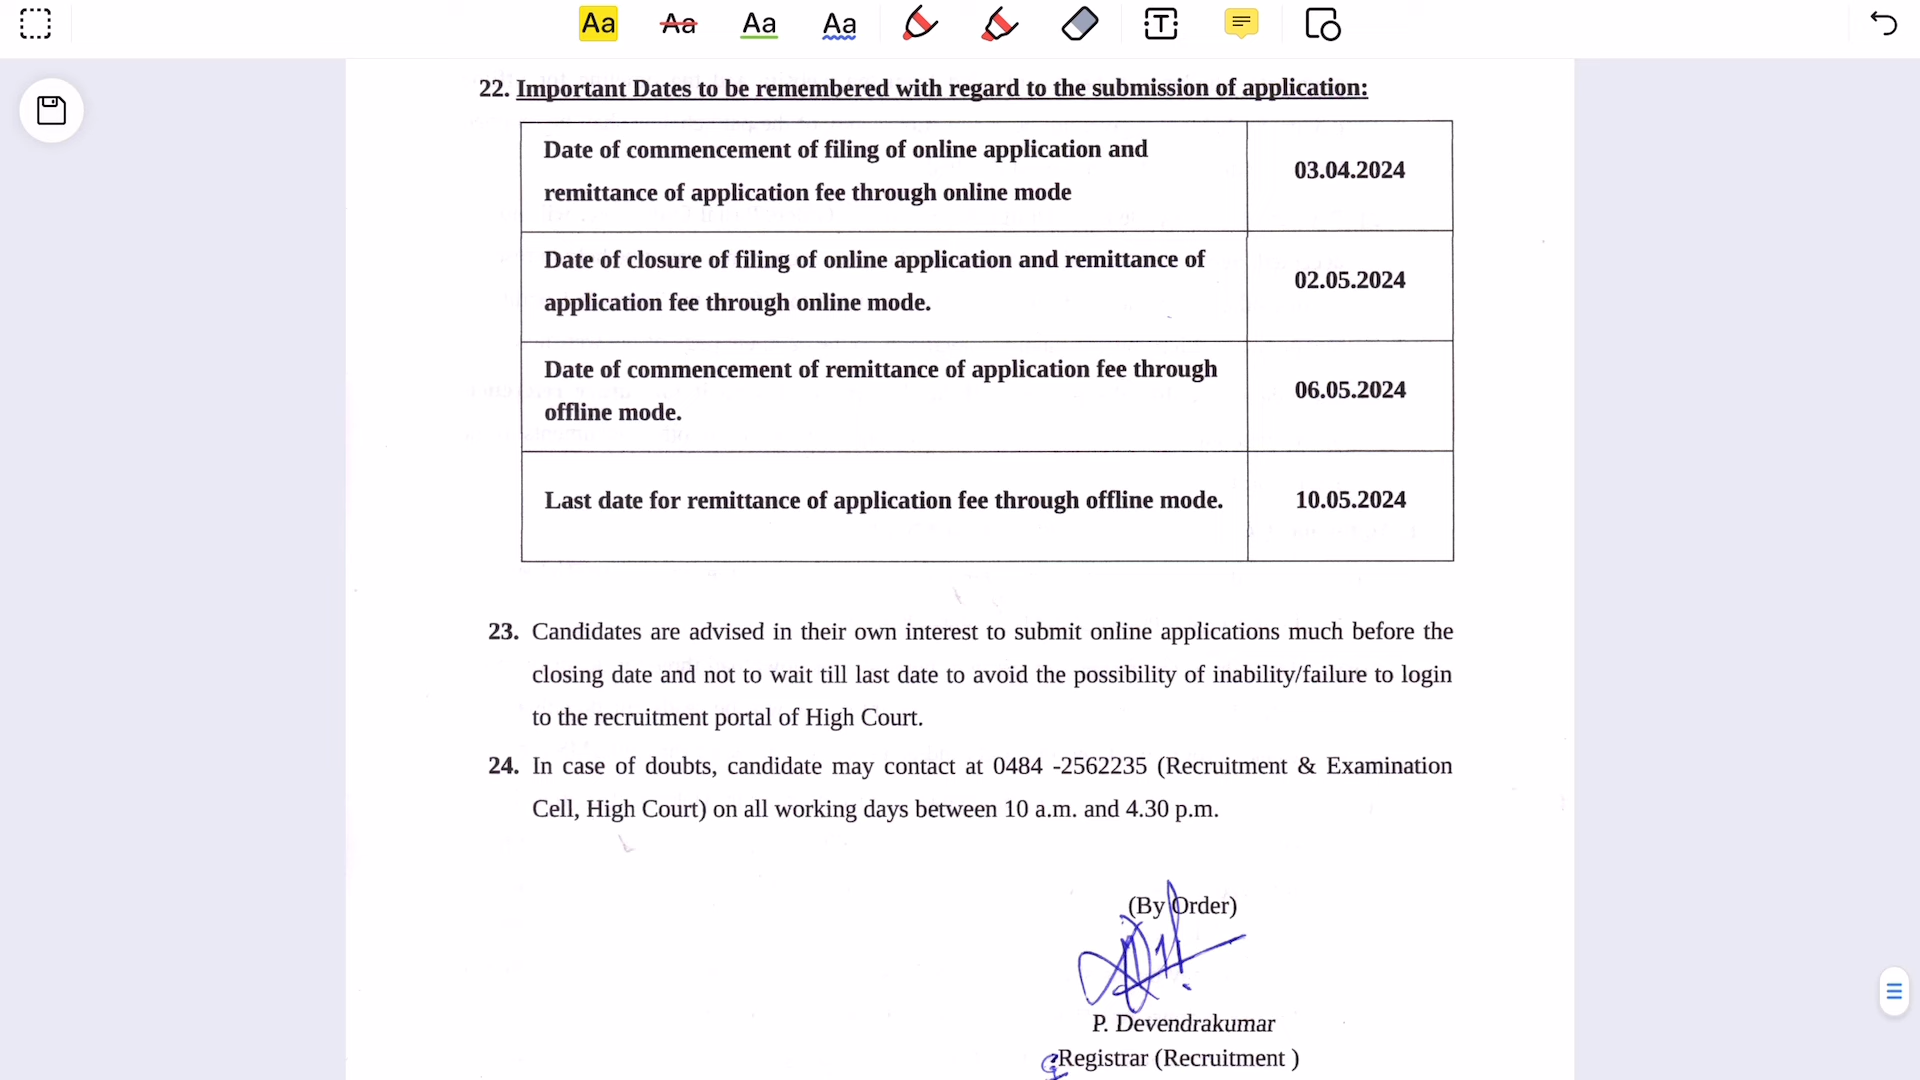 Aa Aa Aa Aa T
22. Important Dates to be remembered with regard to the submission of application:
Date of commencement of filing of online application and
remittance of application fee through online mode
03.04.2024
Date of closure of filing of online application and remittance of
application fee through online mode.
02.05.2024
Date of commencement of remittance of application fee through
offline mode.
06.05.2024
Last date for remittance of application fee through offline mode.
10.05.2024
23. Candidates are advised in their own interest to submit online applications much before the
closing date and not to wait till last date to avoid the possibility of inability/failure to login
to the recruitment portal of High Court.
24. In case of doubts, candidate may contact at 0484 -2562235 (Recruitment & Examination
Cell, High Court) on all working days between 10 a.m. and 4.30 p.m.
(By Order)
P. Devendrakumar
Registrar (Recruitment )